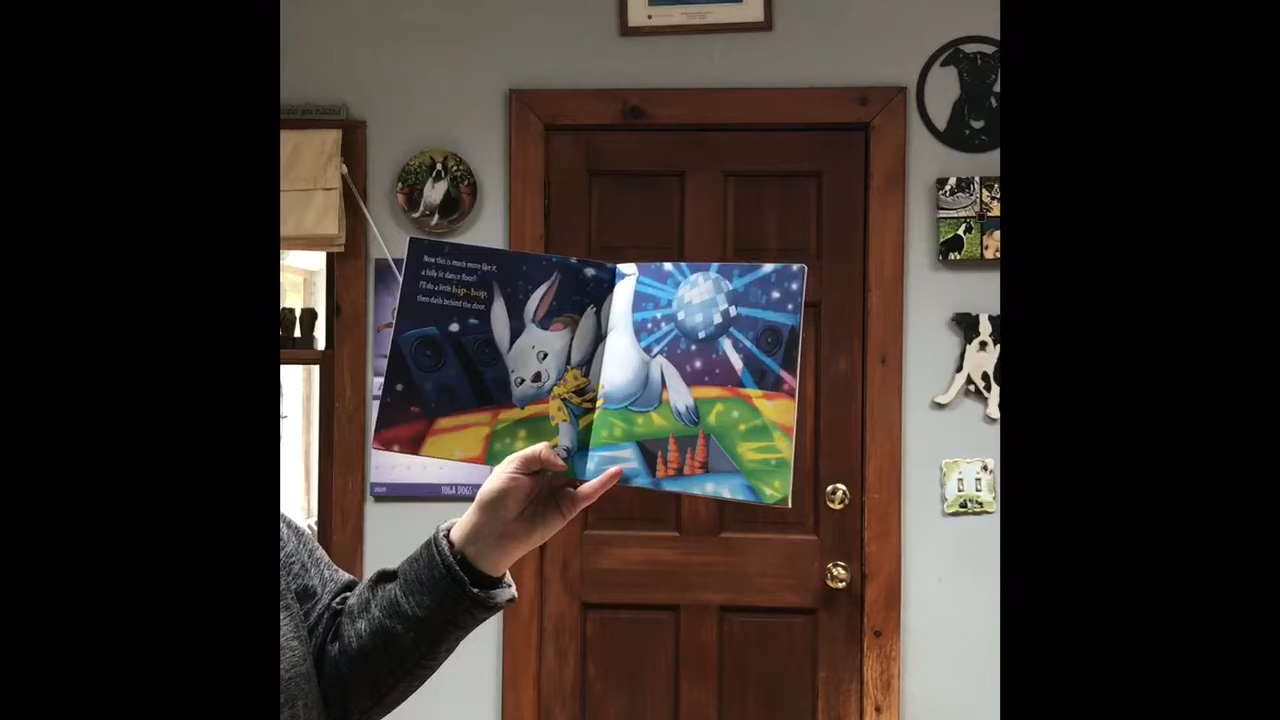 Now this is much more like it,
a fully lit dance floor!
I'll do a little hip-hop,
then dash behind the door.
2020
YOGA DOGS